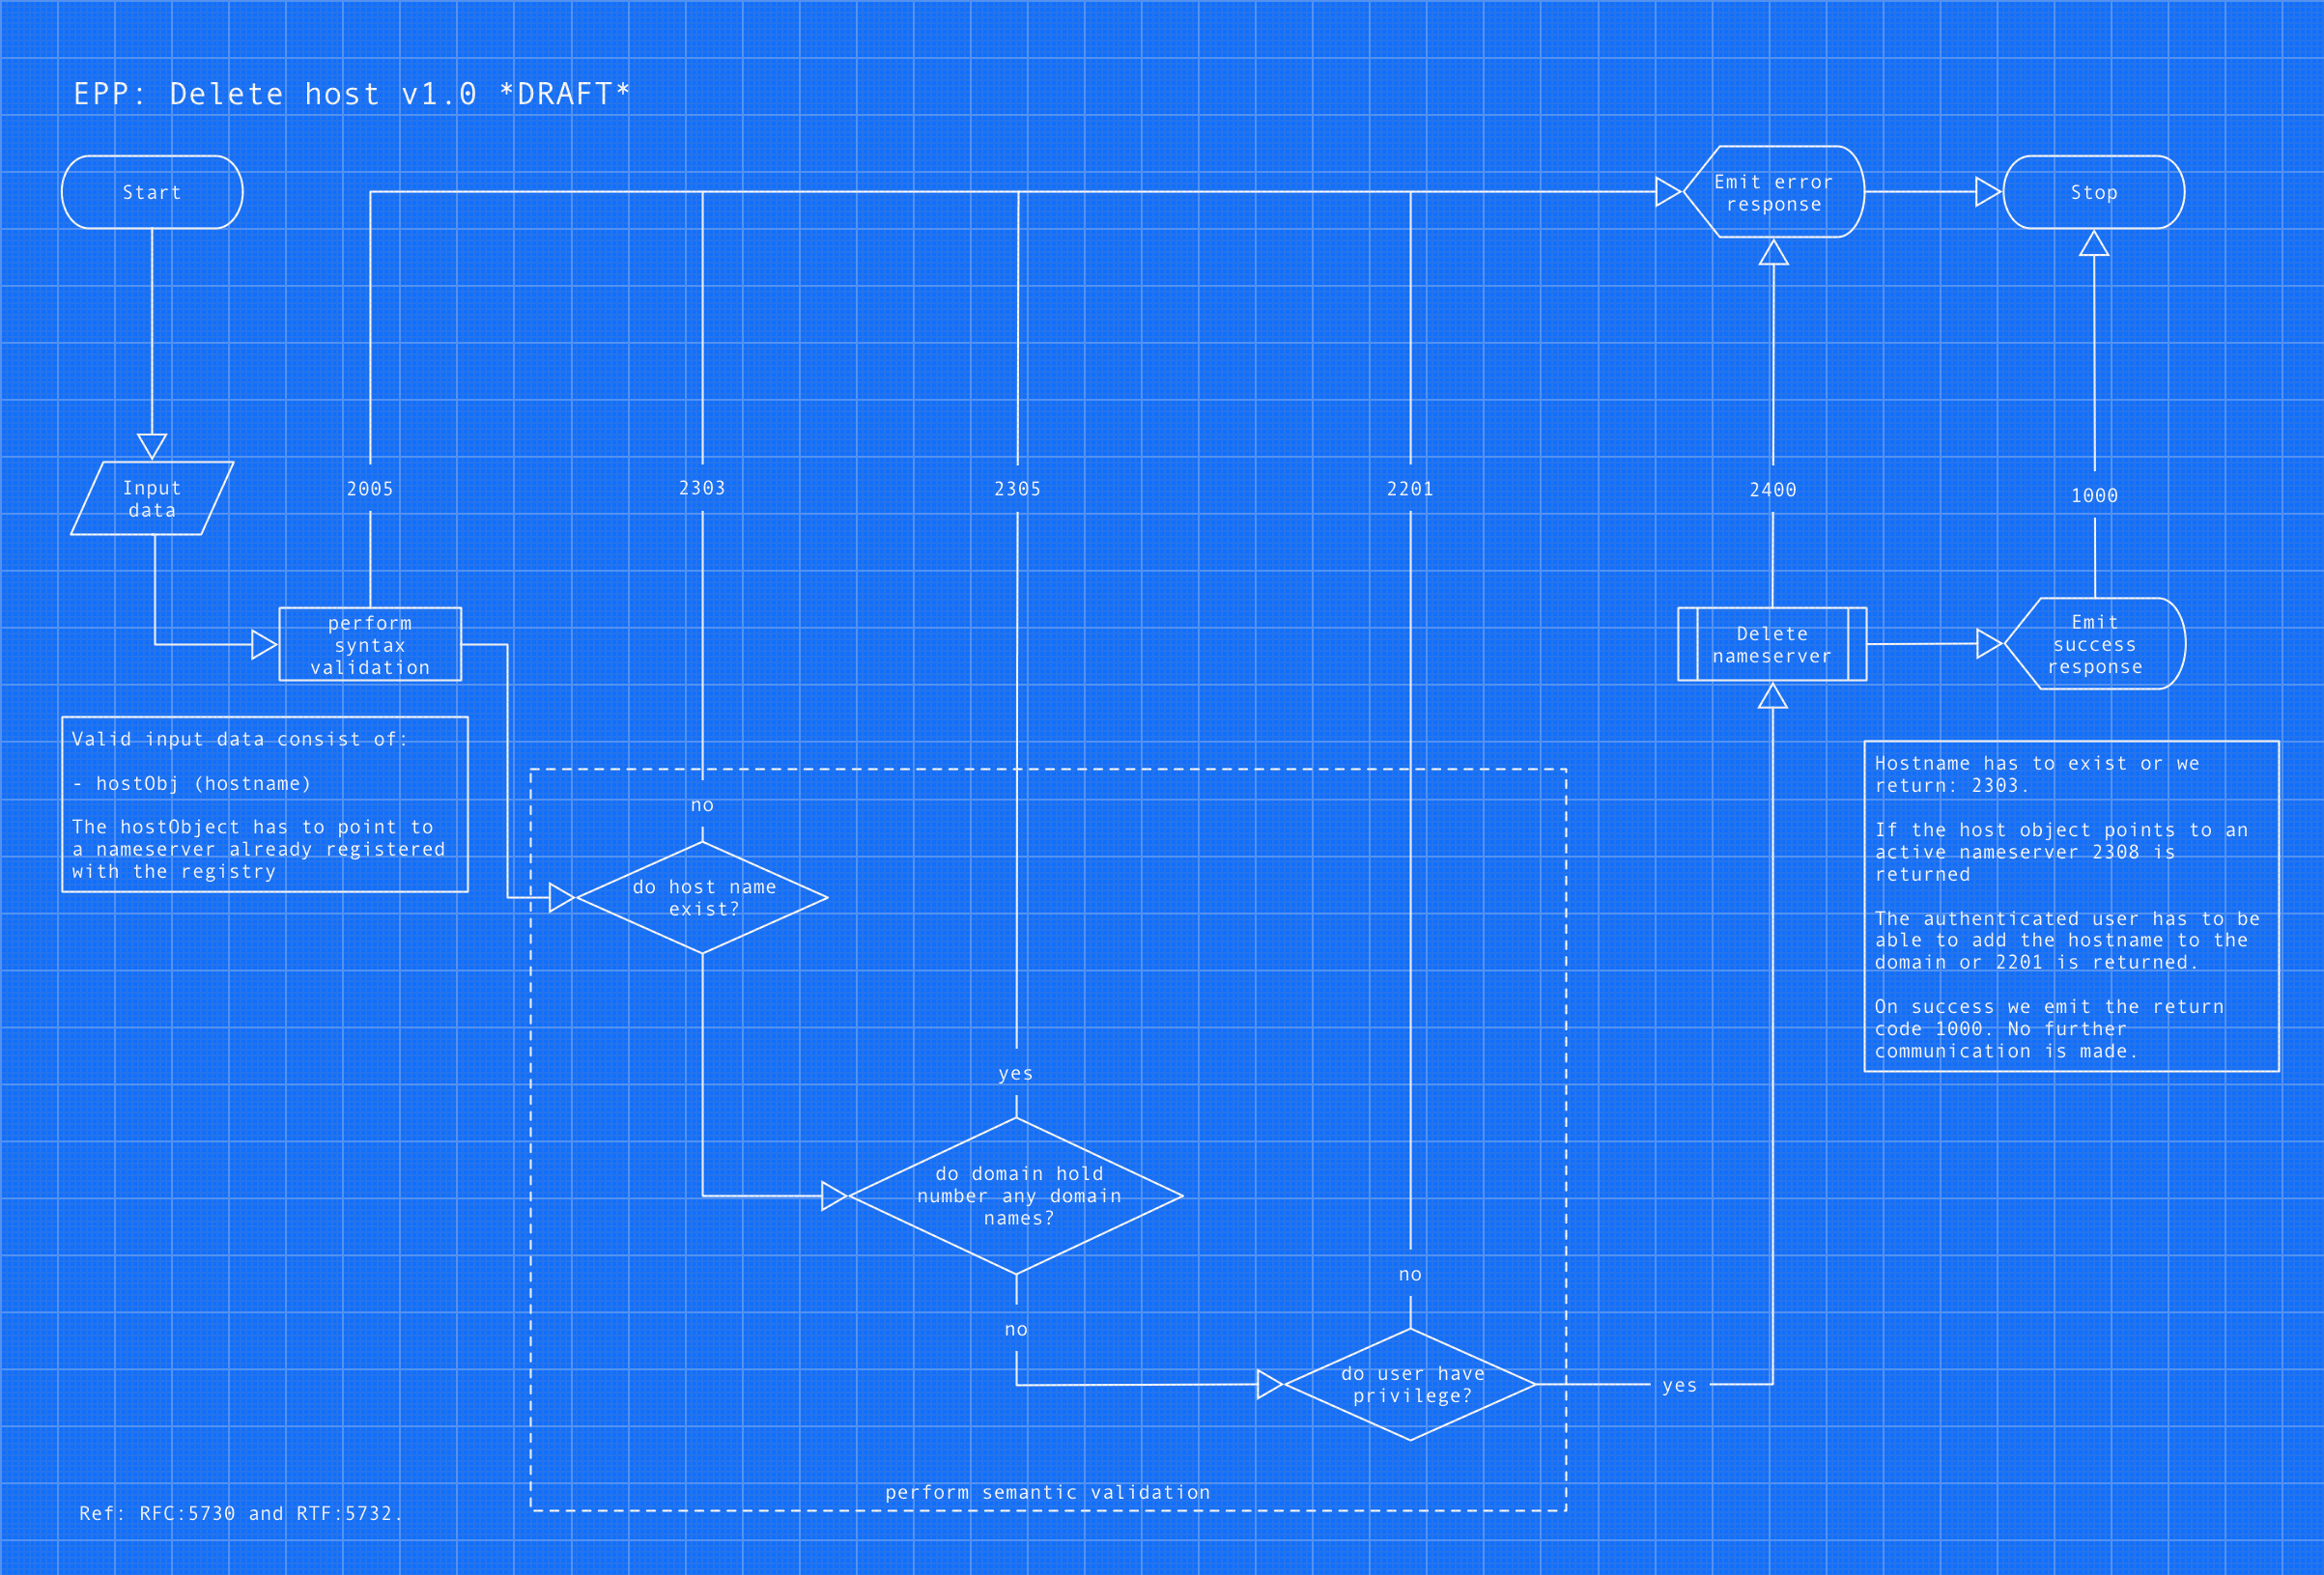 EPP: Delete host v1.0 *DRAFT*
Start
Emit error
response
Stop
Input
data
2005
2303
2305
2201
2400
1000
perform
syntax
validation
Delete
nameserver
Emit
success
response
Valid input data consist of:
- hostObj (hostname)
The hostObject has to point to
a nameserver already registered
with the registry
Hostname has to exist or we
return: 2303.
If the host object points to an
active nameserver 2308 is
returned
The authenticated user has to be
able to add the hostname to the
domain or 2201 is returned.
On success we emit the return
code 1000. No further
communication is made.
no
do host name
exist?
yes
do domain hold
number any domain
names?
no
no
do user have
privilege?
yes
perform semantic validation
Ref: RFC:5730 and RTF:5732.